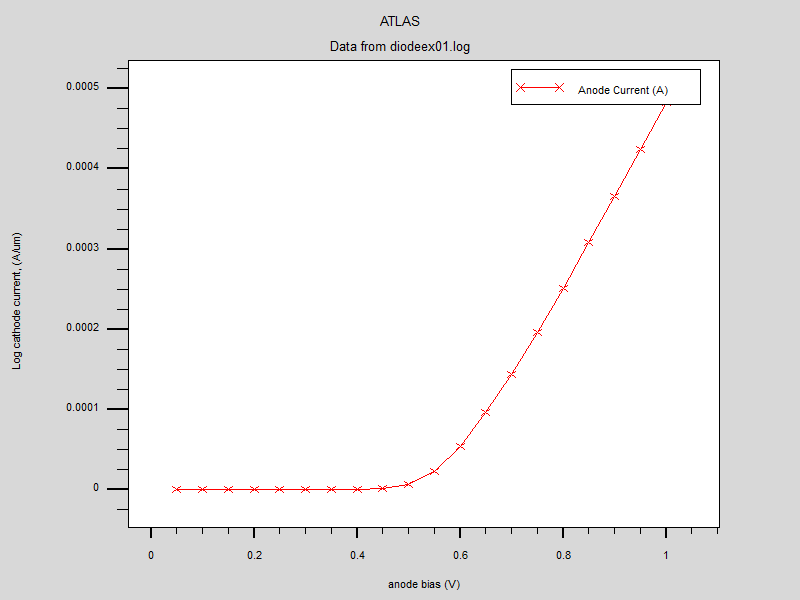 ATLAS
Data from diodeex01.log
Anode Current (A)
0.0005
0.0004
0.0003
0.0002
0.0001
0
Log cathode current, (A/um)
0
0.2
0.4
0.6
0.8
1
anode bias (V)